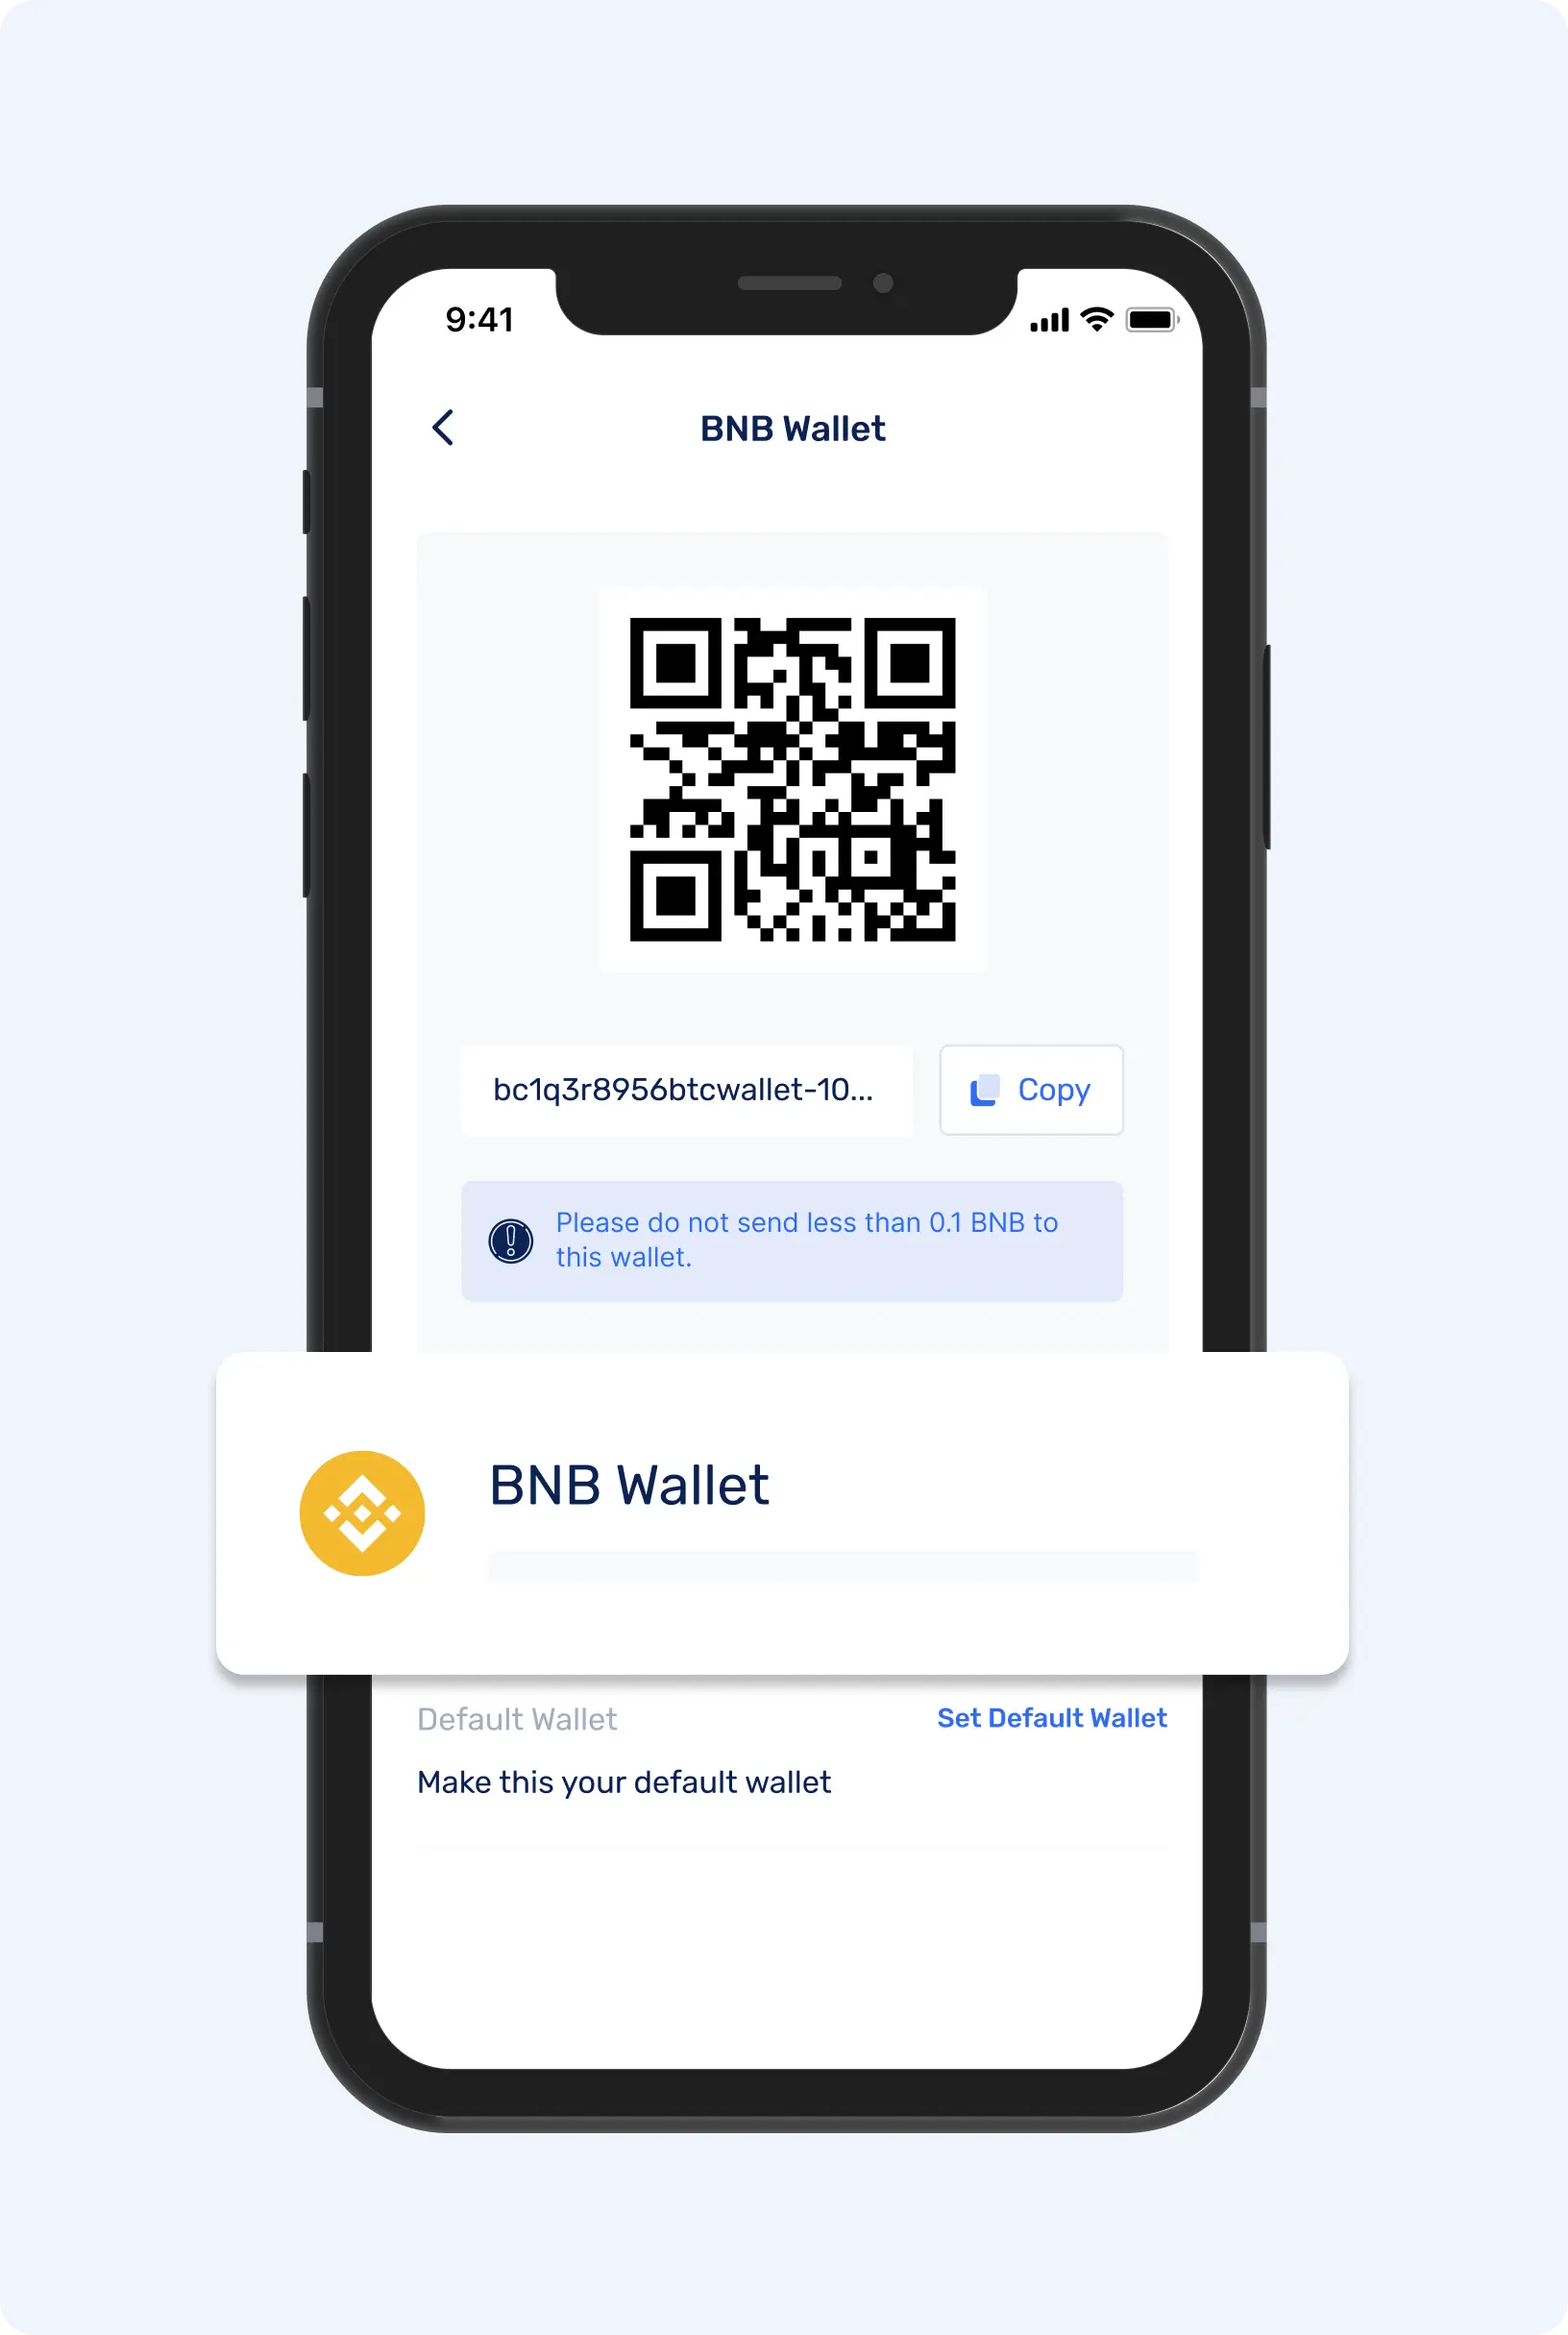 9:41
BNB Wallet
bc1q3r8956btcwallet-10...
Copy
Please do not send less than 0.1 BNB to
this wallet.
BNB Wallet
Default Wallet
Set Default Wallet
Make this your default wallet